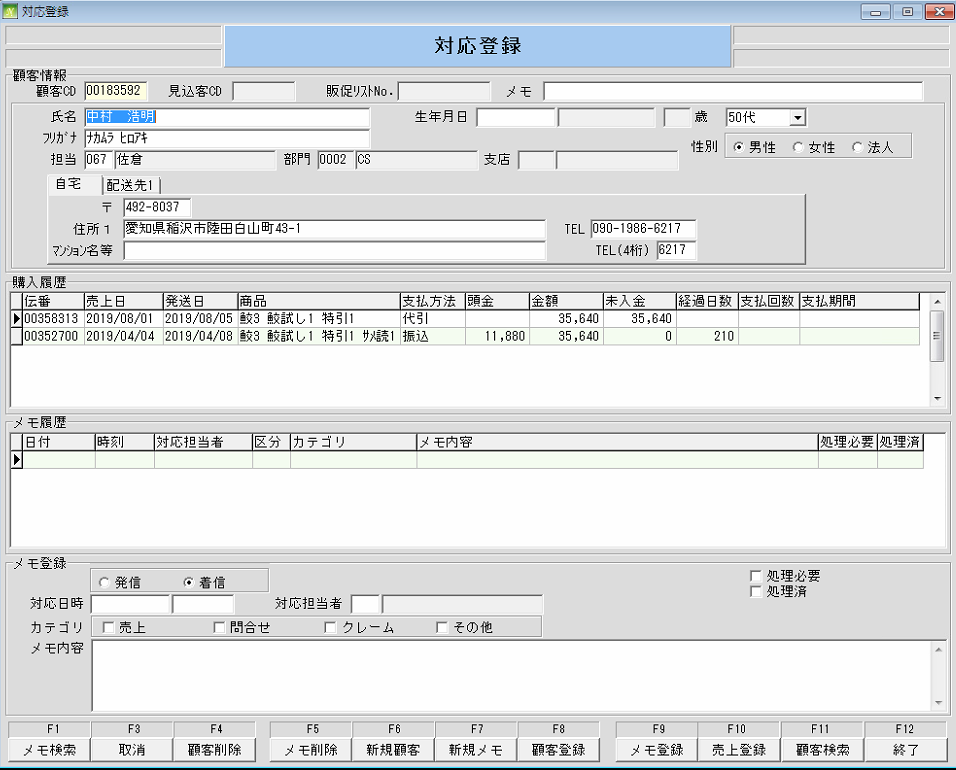 対応登録
対応登録
顧客情報
顧客CD 00183592 見込客CD 販促リストNo. メモ
氏名 中村 浩明 生年月日 歳 50代
フリガナ ナカムラ ヒロアキ 性別 男性 女性 法人
担当 067 佐倉 部門 0002 CS 支店
自宅 配送先1
〒 492-8037
住所1 愛知県稲沢市陸田白山町43-1 TEL 090-1986-6217
マンション名等 TEL(4桁) 6217
購入履歴
伝番 売上日 発送日 商品 支払方法 頭金 金額 未入金 経過日数 支払回数 支払期間
00358313 2019/08/01 2019/08/05 鮫3 鮫試し1 特引1 代引 35,640 35,640
00352700 2019/04/04 2019/04/08 鮫3 鮫試し1 特引1 サメ読1 振込 11,880 35,640 0 210
メモ履歴
日付 時刻 対応担当者 区分 カテゴリ メモ内容 処理必要 処理済
メモ登録
発信 着信 処理必要
処理済
対応日時 対応担当者
カテゴリ 売上 問合せ クレーム その他
メモ内容
F1 F3 F4 F5 F6 F7 F8 F9 F10 F11 F12
メモ検索 取消 顧客削除 メモ削除 新規顧客 新規メモ 顧客登録 メモ登録 売上登録 顧客検索 終了